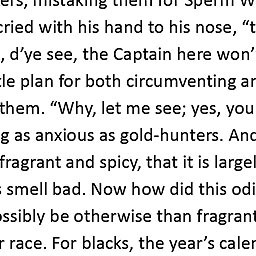 ers, mistaking them for Sperm W
cried with his hand to his nose, “t
, d’ye see, the Captain here won’
tle plan for both circumventing ar
them. “Why, let me see; yes, you
g as anxious as gold-hunters. And
fragrant and spicy, that it is largel
s smell bad. Now how did this odi
ossibly be otherwise than fragrant
r race. For blacks, the year’s caler